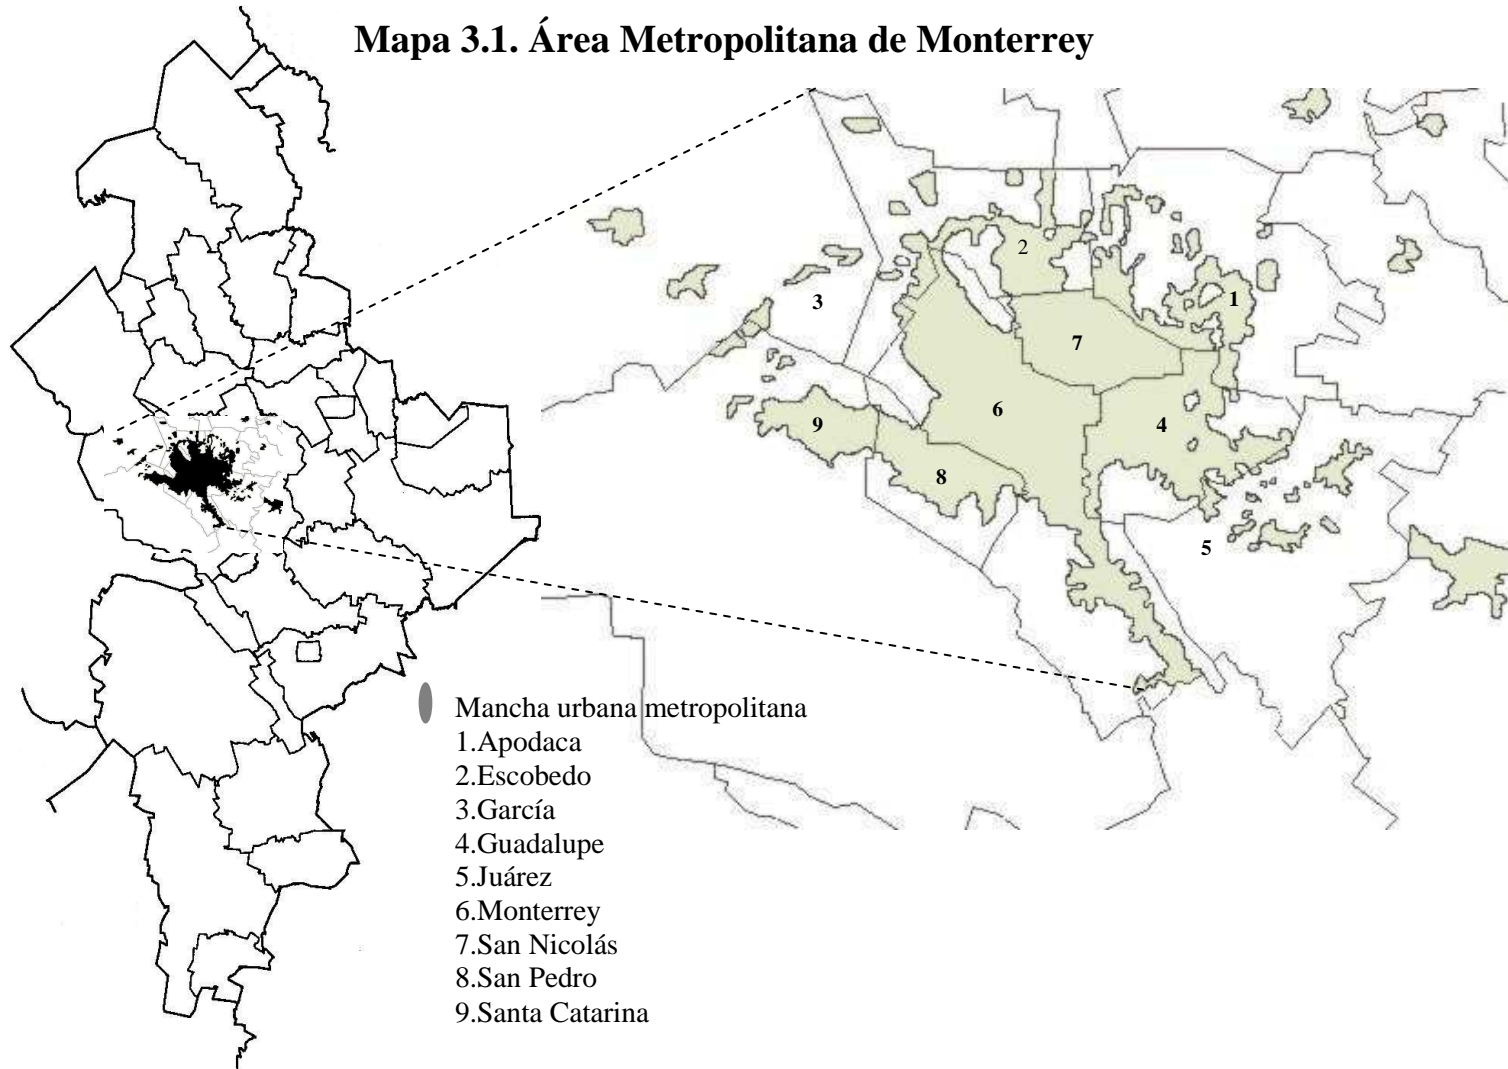 Mapa 3.1. Área Metropolitana de Monterrey
2
1
3
7
6
4
9
8
5
Mancha urbana metropolitana
1.Apodaca
2.Escobedo
3.García
4.Guadalupe
5.Juárez
6.Monterrey
7.San Nicolás
8.San Pedro
9.Santa Catarina